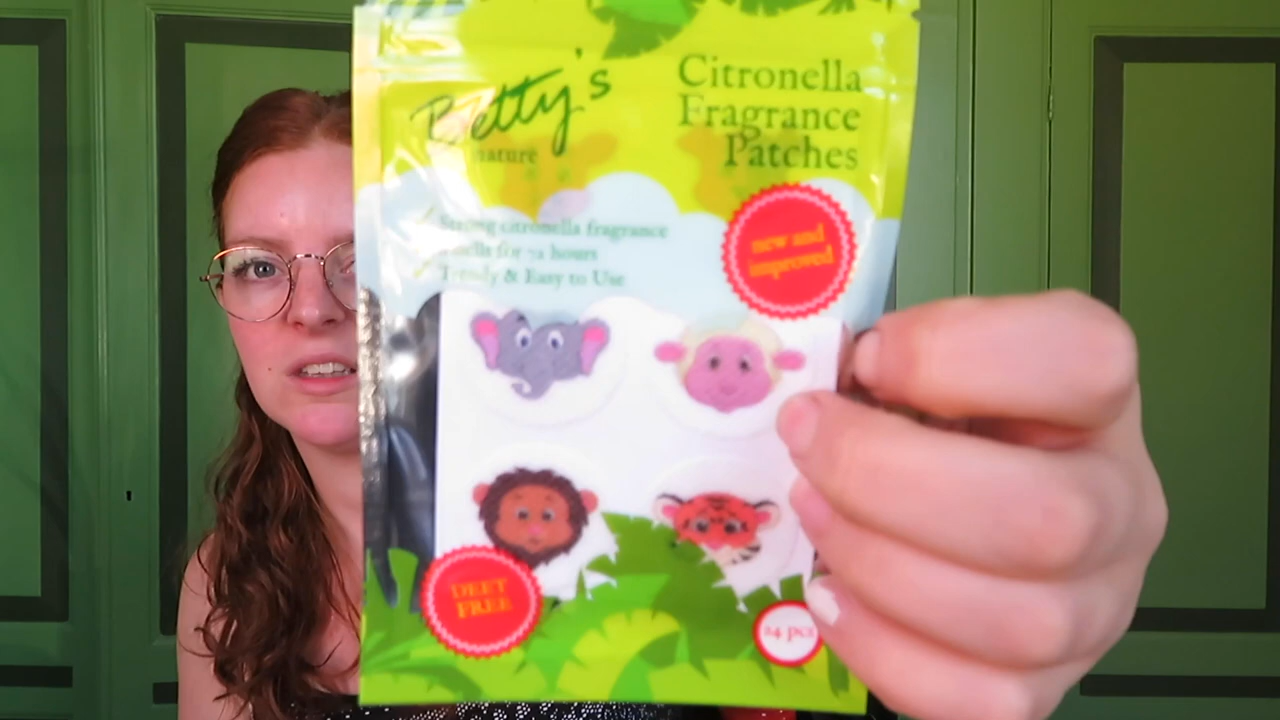 Betty's
nature
Citronella
Fragrance
Patches
Strong citronella fragrance
Smells for 72 hours
Trendy & Easy to Use
new and
improved
DEET
FREE
24 pcs